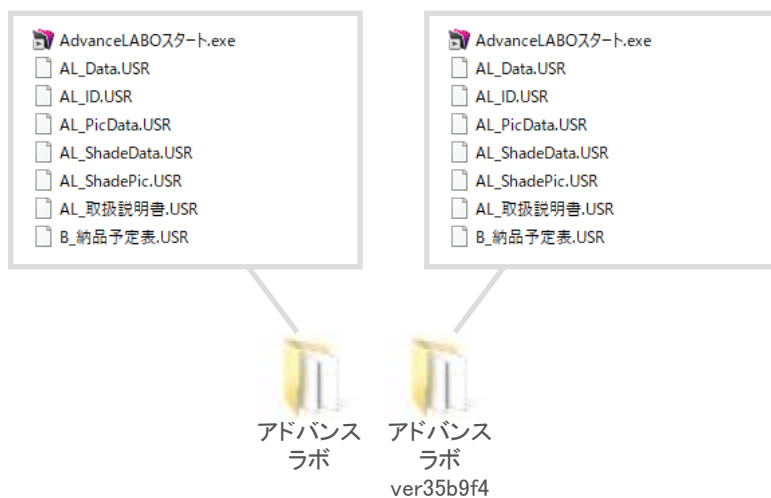 AdvanceLABOスタート.exe
AL_Data.USR
AL_ID.USR
AL_PicData.USR
AL_ShadeData.USR
AL_ShadePic.USR
AL_取扱説明書.USR
B_納品予定表.USR
AdvanceLABOスタート.exe
AL_Data.USR
AL_ID.USR
AL_PicData.USR
AL_ShadeData.USR
AL_ShadePic.USR
AL_取扱説明書.USR
B_納品予定表.USR
アドバンス
ラボ
アドバンス
ラボ
ver35b9f4